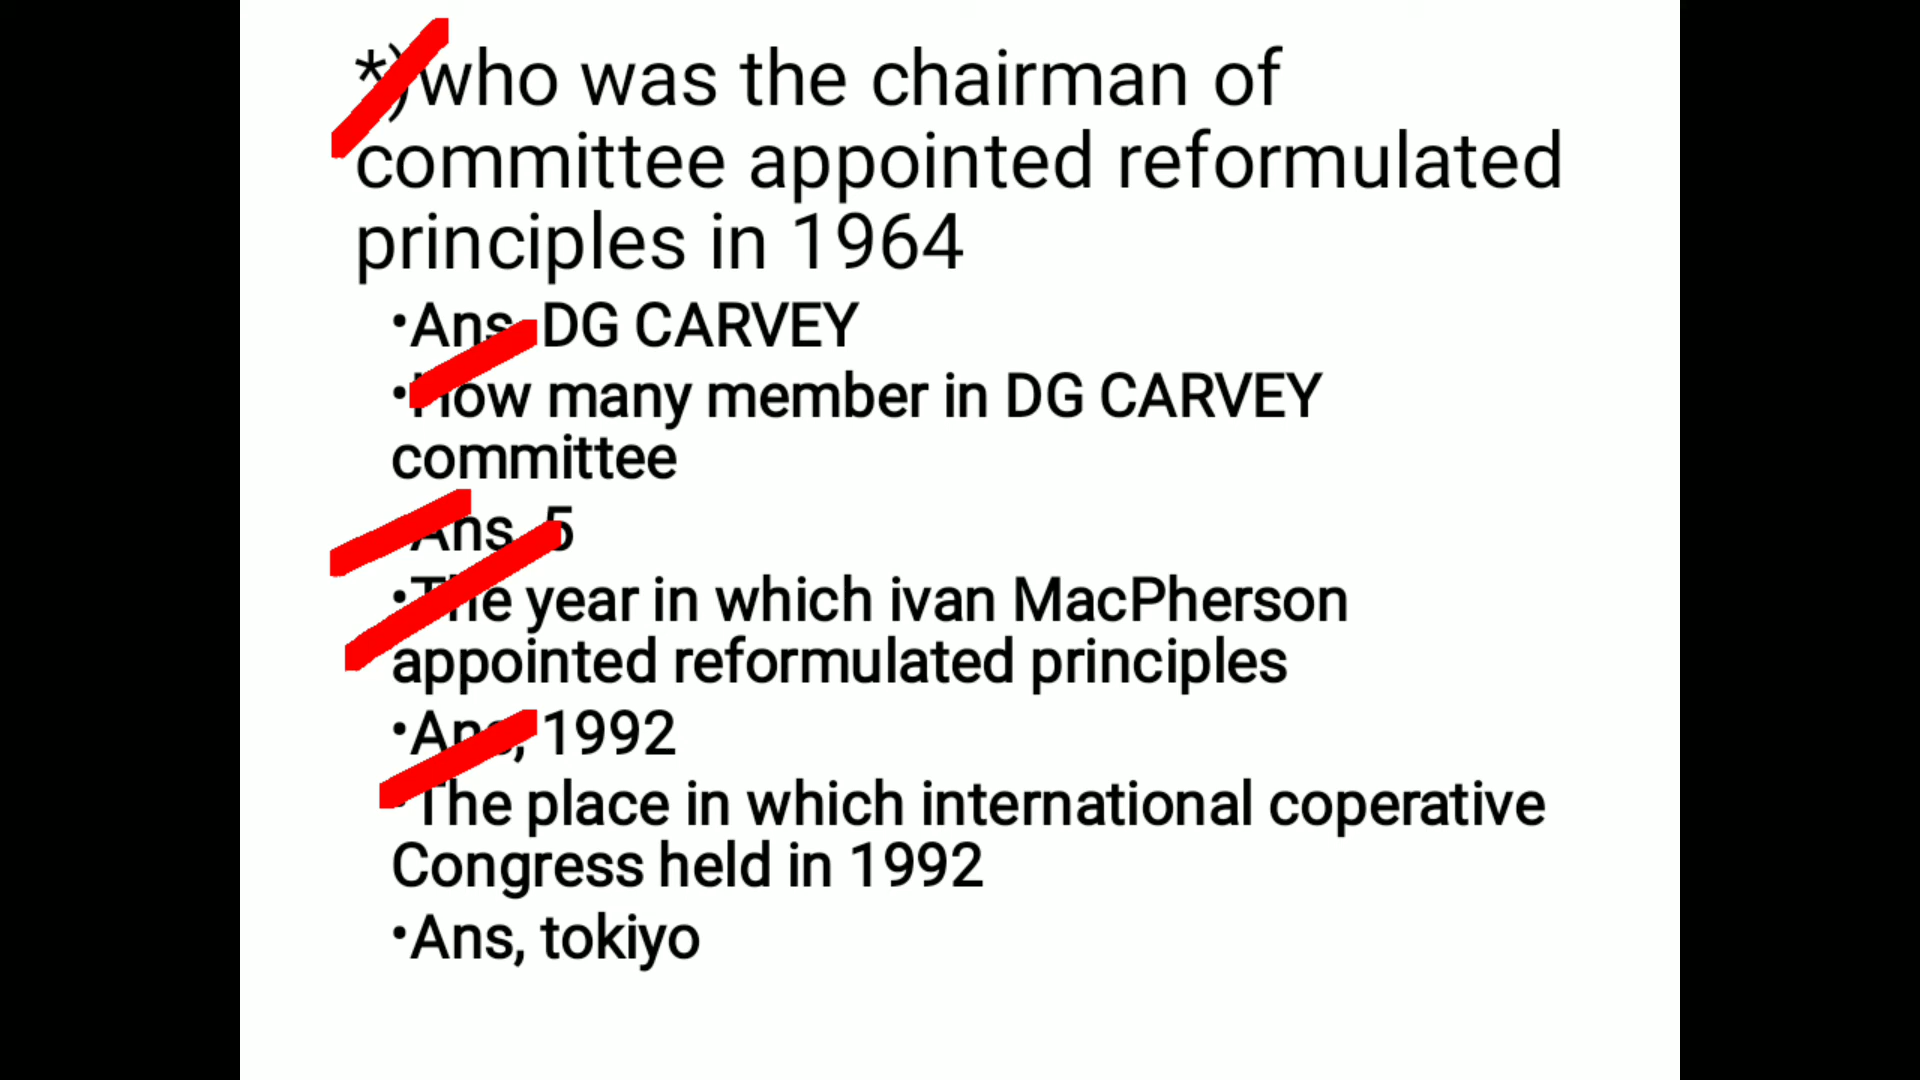 *)who was the chairman of
committee appointed reformulated
principles in 1964
•Ans, DG CARVEY
•How many member in DG CARVEY
committee
•Ans, 5
•The year in which ivan MacPherson
appointed reformulated principles
•Ans, 1992
•The place in which international coperative
Congress held in 1992
•Ans, tokiyo